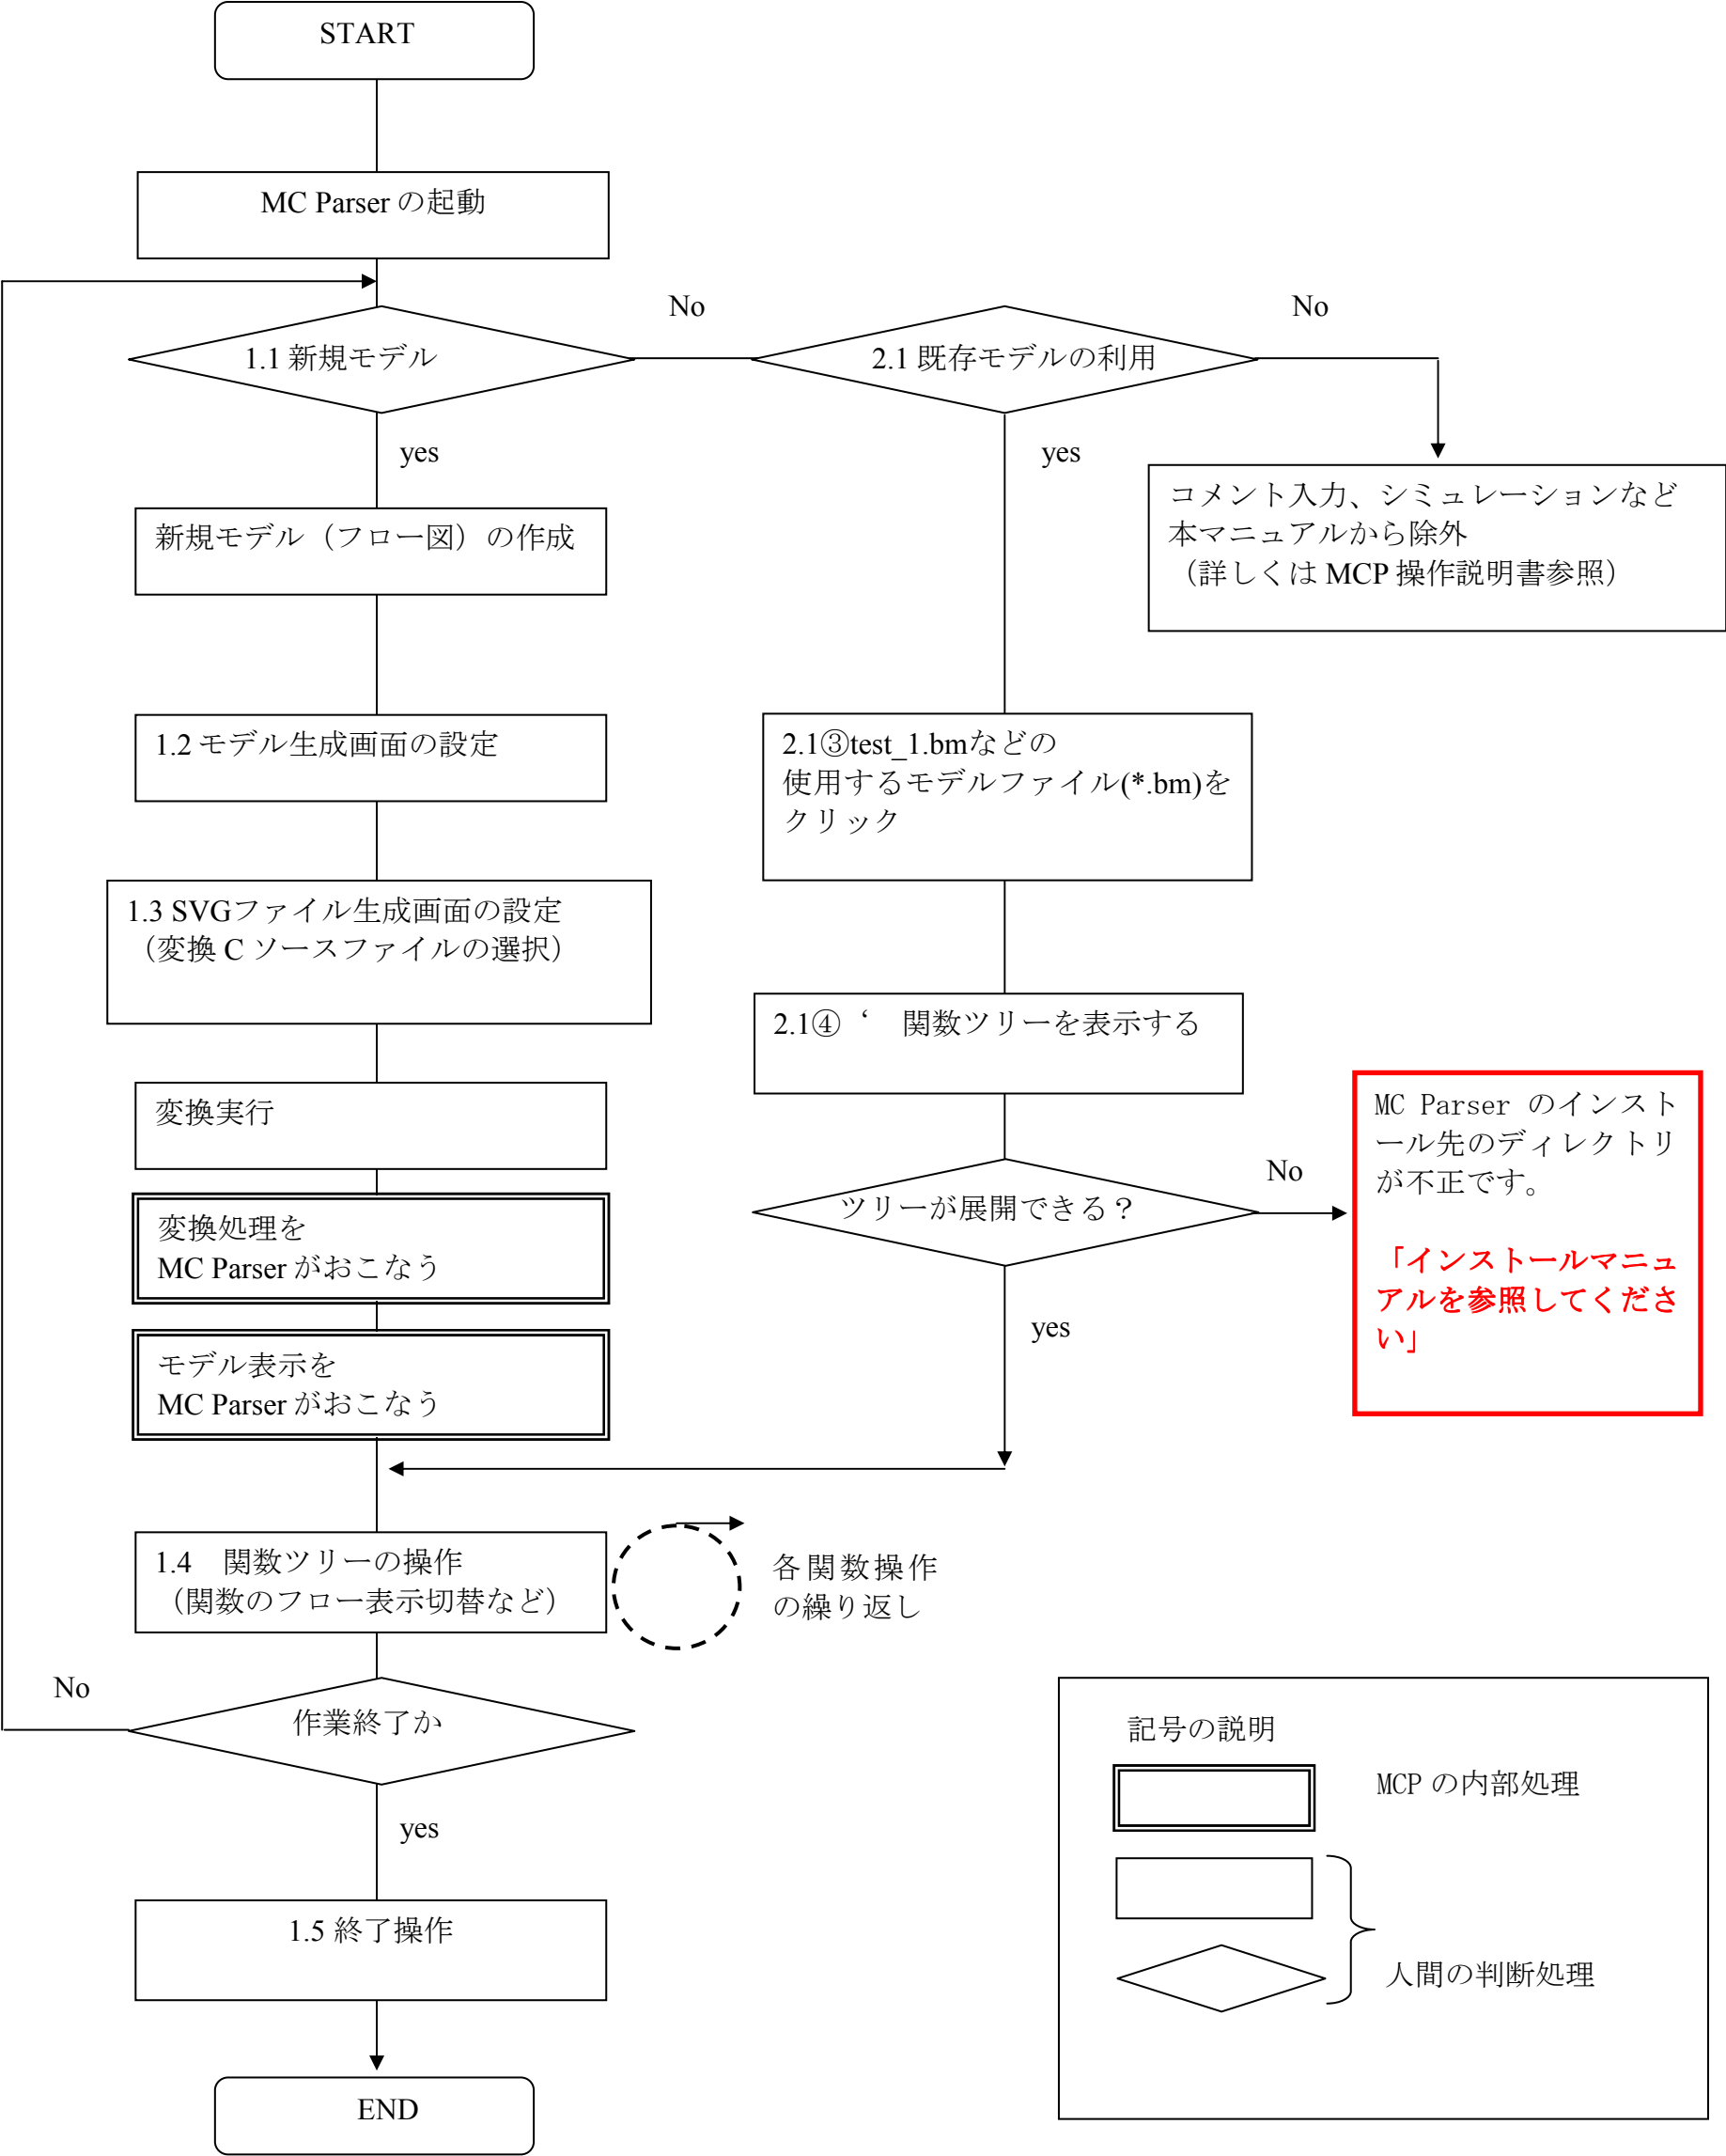 START
MC Parser の起動
No
No
1.1 新規モデル
2.1 既存モデルの利用
yes
yes
コメント入力、シミュレーションなど
本マニュアルから除外
（詳しくは MCP 操作説明書参照）
新規モデル（フロー図）の作成
1.2 モデル生成画面の設定
2.1③test_1.bmなどの
使用するモデルファイル(*.bm)を
クリック
1.3 SVGファイル生成画面の設定
（変換 C ソースファイルの選択）
2.1④‘　関数ツリーを表示する
変換実行
MC Parser のインスト
ール先のディレクトリ
が不正です。
「インストールマニュ
アルを参照してくださ
い」
No
ツリーが展開できる？
変換処理を
MC Parser がおこなう
yes
モデル表示を
MC Parser がおこなう
1.4　関数ツリーの操作
（関数のフロー表示切替など）
各関数操作
の繰り返し
No
作業終了か
yes
1.5 終了操作
END
記号の説明
MCP の内部処理
人間の判断処理